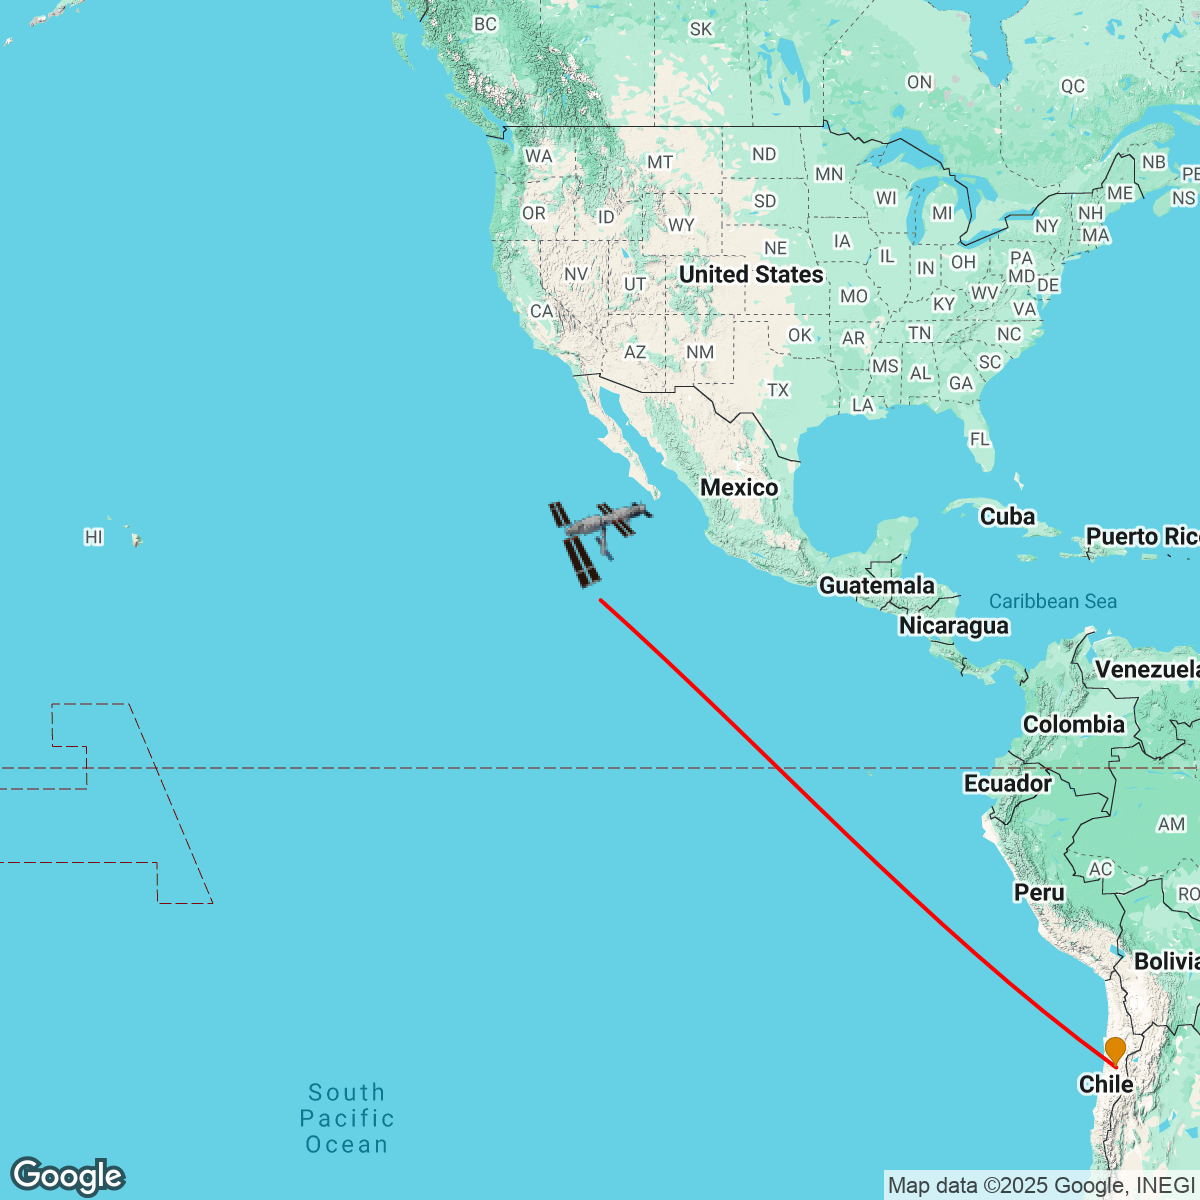 BC
SK
ON
QC
WA
MT
ND
MN
NB
PE
SD
WI
ME
NS
OR
ID
WY
MI
NH
NY
MA
NE
IA
IL
IN
OH
PA
NV
UT
United States
MD
DE
CA
MO
KY
WV
VA
OK
AR
TN
NC
AZ
NM
MS
AL
SC
GA
TX
LA
FL
Mexico
Cuba
HI
Puerto Rico
Guatemala
Caribbean Sea
Nicaragua
Venezuela
Colombia
Ecuador
AM
AC
Peru
RO
Bolivia
Chile
South
Pacific
Ocean
Google
Map data ©2025 Google, INEGI